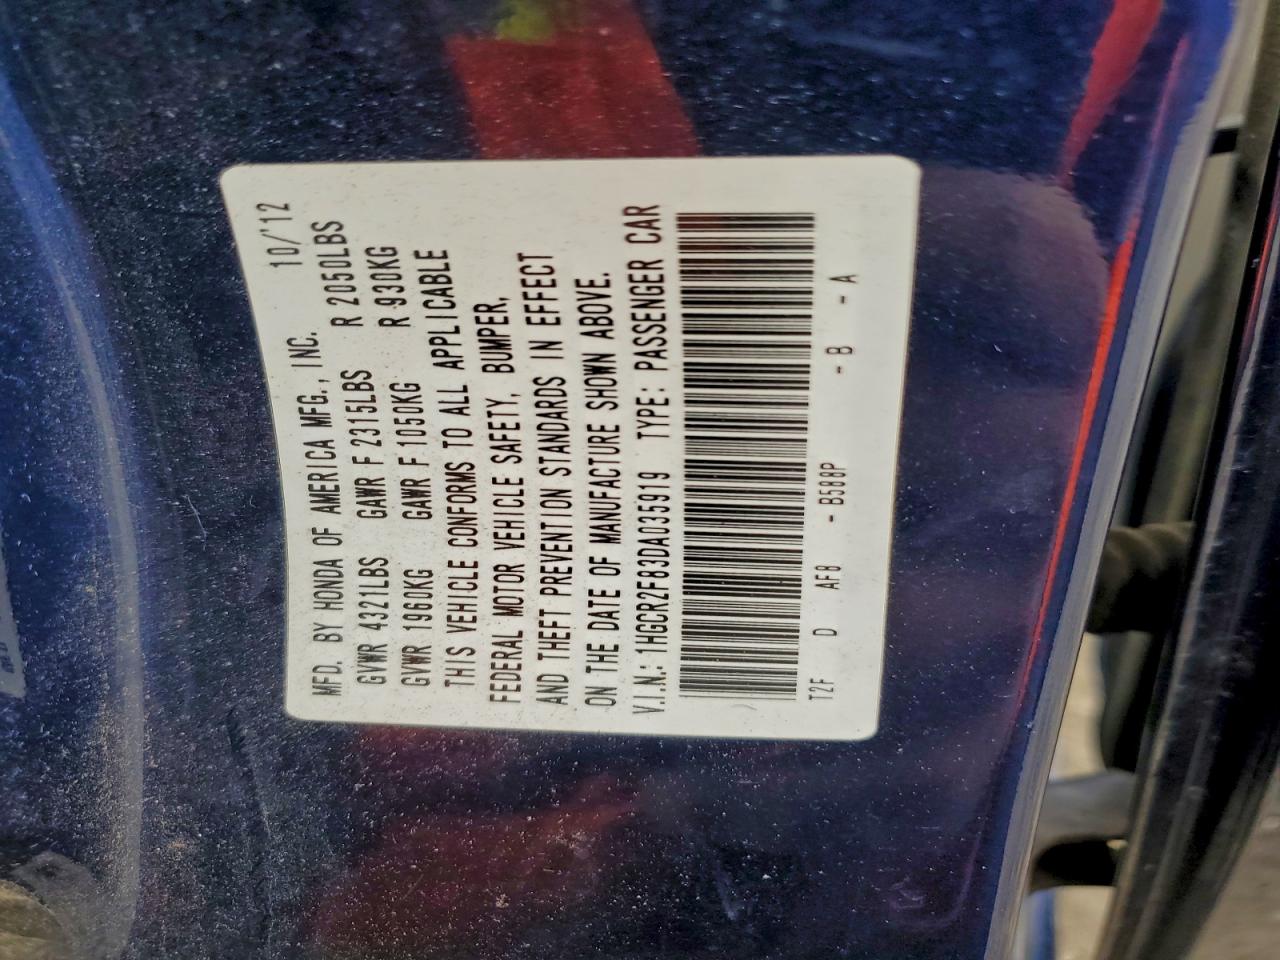 MFD. BY HONDA OF AMERICA MFG., INC. 10/'12
GVWR 4321LBS GAWR F 2315LBS R 2050LBS
GVWR 1960KG GAWR F 1050KG R 930KG
THIS VEHICLE CONFORMS TO ALL APPLICABLE
FEDERAL MOTOR VEHICLE SAFETY, BUMPER,
AND THEFT PREVENTION STANDARDS IN EFFECT
ON THE DATE OF MANUFACTURE SHOWN ABOVE.
V.I.N.: 1HGCR2F83DA035919 TYPE: PASSENGER CAR
T2F D AF8 - B588P - B - A